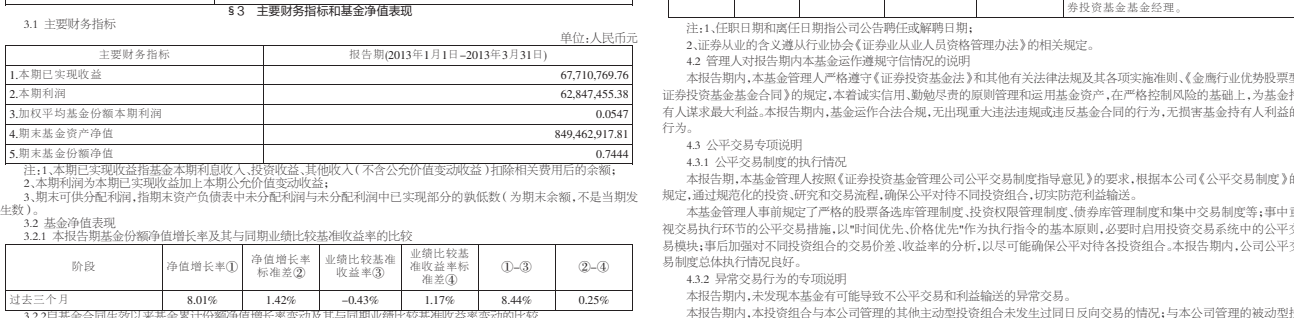 §3 主要财务指标和基金净值表现
3.1 主要财务指标
单位:人民币元
主要财务指标 报告期(2013年1月1日-2013年3月31日)
1.本期已实现收益 67,710,769.76
2.本期利润 62,847,455.38
3.加权平均基金份额本期利润 0.0547
4.期末基金资产净值 849,462,917.81
5.期末基金份额净值 0.7444
注:1、本期已实现收益指基金本期利息收入、投资收益、其他收入(不含公允价值变动收益)扣除相关费用后的余额;
2、本期利润为本期已实现收益加上本期公允价值变动收益;
3、期末可供分配利润,指期末资产负债表中未分配利润与未分配利润中已实现部分的孰低数(为期末余额,不是当期发
生数)。
3.2 基金净值表现
3.2.1 本报告期基金份额净值增长率及其与同期业绩比较基准收益率的比较
阶段 净值增长率① 净值增长率标准差② 业绩比较基准收益率③ 业绩比较基准收益率标准差④ ①-③ ②-④
过去三个月 8.01% 1.42% -0.43% 1.17% 8.44% 0.25%
3.2.2自基金合同生效以来基金累计份额净值增长率变动及其与同期业绩比较基准收益率变动的比较
券投资基金基金经理。
注:1、任职日期和离任日期指公司公告聘任或解聘日期;
2、证券从业的含义遵从行业协会《证券业从业人员资格管理办法》的相关规定。
4.2 管理人对报告期内本基金运作遵规守信情况的说明
本报告期内,本基金管理人严格遵守《证券投资基金法》和其他有关法律法规及其各项实施准则、《金鹰行业优势股票型
证券投资基金基金合同》的规定,本着诚实信用、勤勉尽责的原则管理和运用基金资产,在严格控制风险的基础上,为基金持
有人谋求最大利益。本报告期内,基金运作合法合规,无出现重大违法违规或违反基金合同的行为,无损害基金持有人利益的
行为。
4.3 公平交易专项说明
4.3.1 公平交易制度的执行情况
本报告期,本基金管理人按照《证券投资基金管理公司公平交易制度指导意见》的要求,根据本公司《公平交易制度》的
规定,通过规范化的投资、研究和交易流程,确保公平对待不同投资组合,切实防范利益输送。
本基金管理人事前规定了严格的股票备选库管理制度、投资权限管理制度、债券库管理制度和集中交易制度等;事中重
视交易执行环节的公平交易措施,以"时间优先、价格优先"作为执行指令的基本原则,必要时启用投资交易系统中的公平交
易模块;事后加强对不同投资组合的交易价差、收益率的分析,以尽可能确保公平对待各投资组合。本报告期内,公司公平交
易制度总体执行情况良好。
4.3.2 异常交易行为的专项说明
本报告期内,未发现本基金有可能导致不公平交易和利益输送的异常交易。
本报告期内,本投资组合与本公司管理的其他主动型投资组合未发生过同日反向交易的情况;与本公司管理的被动型投